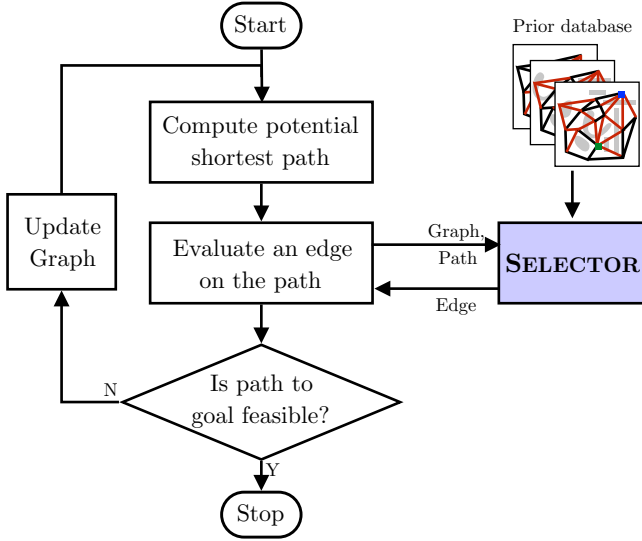 Start
Prior database
Compute potential
shortest path
Update
Graph
Evaluate an edge
on the path
Graph,
Path
SELECTOR
Edge
Is path to
goal feasible?
N
Y
Stop